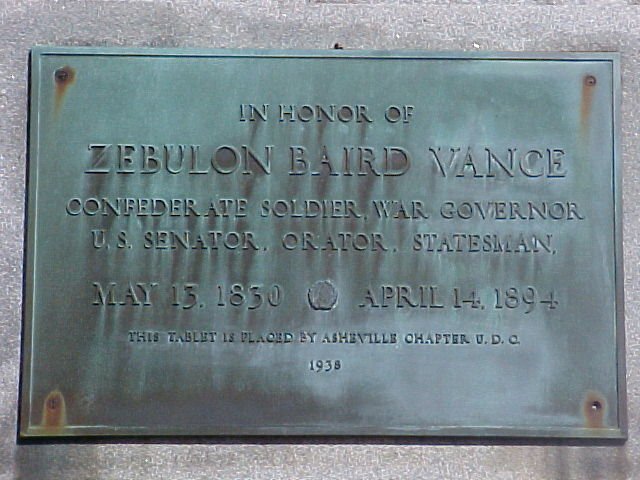 IN HONOR OF
ZEBULON BAIRD VANCE
CONFEDERATE SOLDIER, WAR GOVERNOR
U.S. SENATOR, ORATOR, STATESMAN,
MAY 13, 1830 APRIL 14, 1894
THIS TABLET IS PLACED BY ASHEVILLE CHAPTER U.D.C.
1938